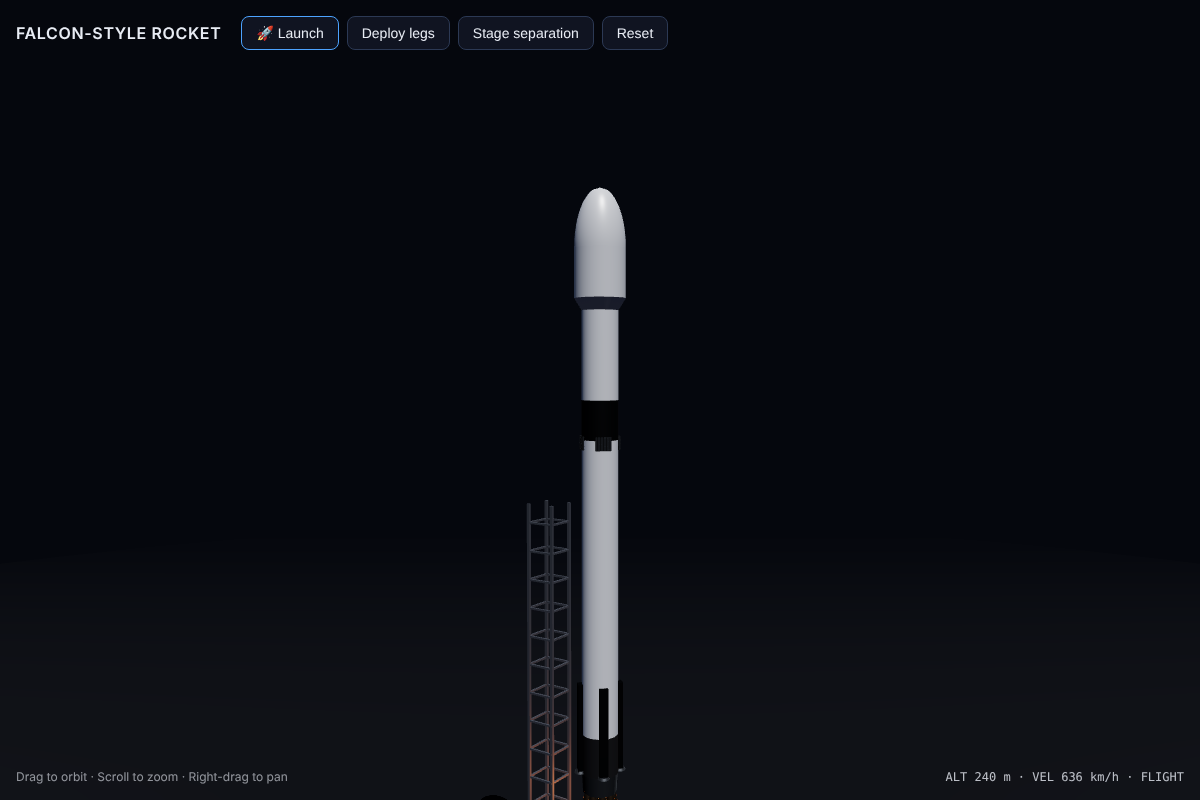 FALCON-STYLE ROCKET
🚀 Launch
Deploy legs
Stage separation
Reset
Drag to orbit · Scroll to zoom · Right-drag to pan
ALT 240 m · VEL 636 km/h · FLIGHT